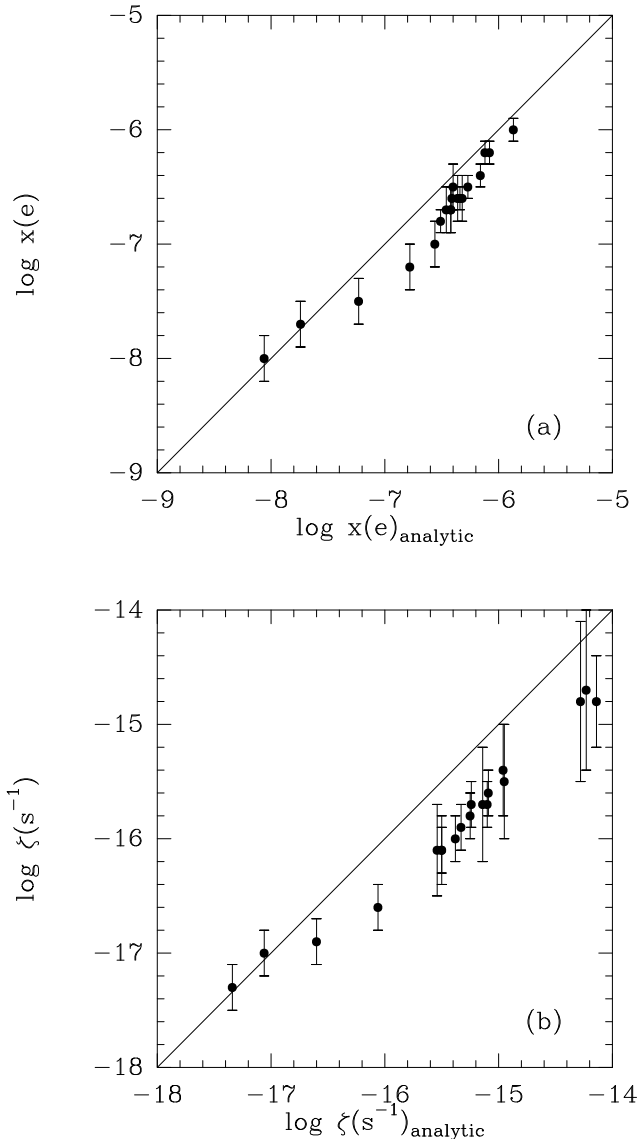 −5
−6
−7
−8
−9
log x(e)
(a)
−9 −8 −7 −6 −5
log x(e)analytic
−14
−15
−16
−17
−18
log ζ(s⁻¹)
(b)
−18 −17 −16 −15 −14
log ζ(s⁻¹)analytic